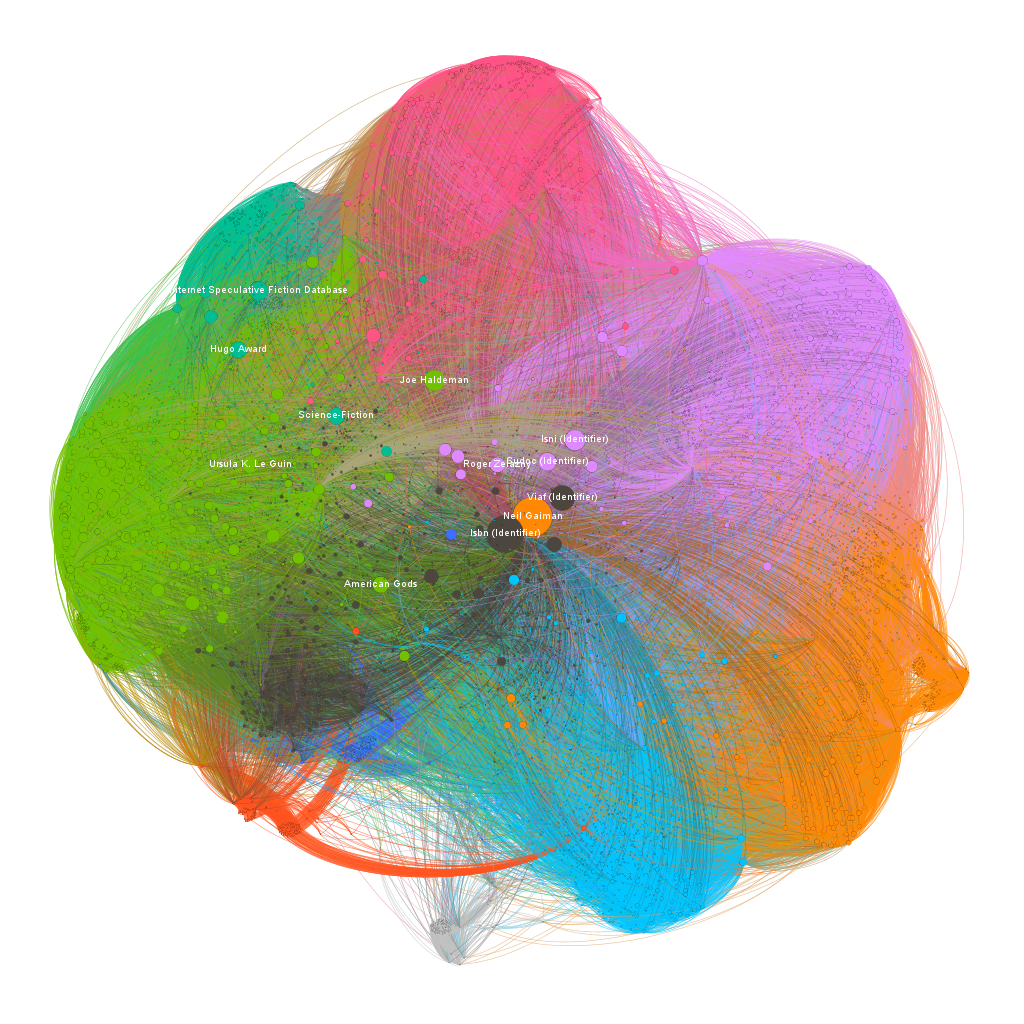 Internet Speculative Fiction Database
Hugo Award
Joe Haldeman
Science-Fiction
Isni (Identifier)
Ursula K. Le Guin
Roger Zelazny
Sudoc (Identifier)
Viaf (Identifier)
Neil Gaiman
Isbn (Identifier)
American Gods